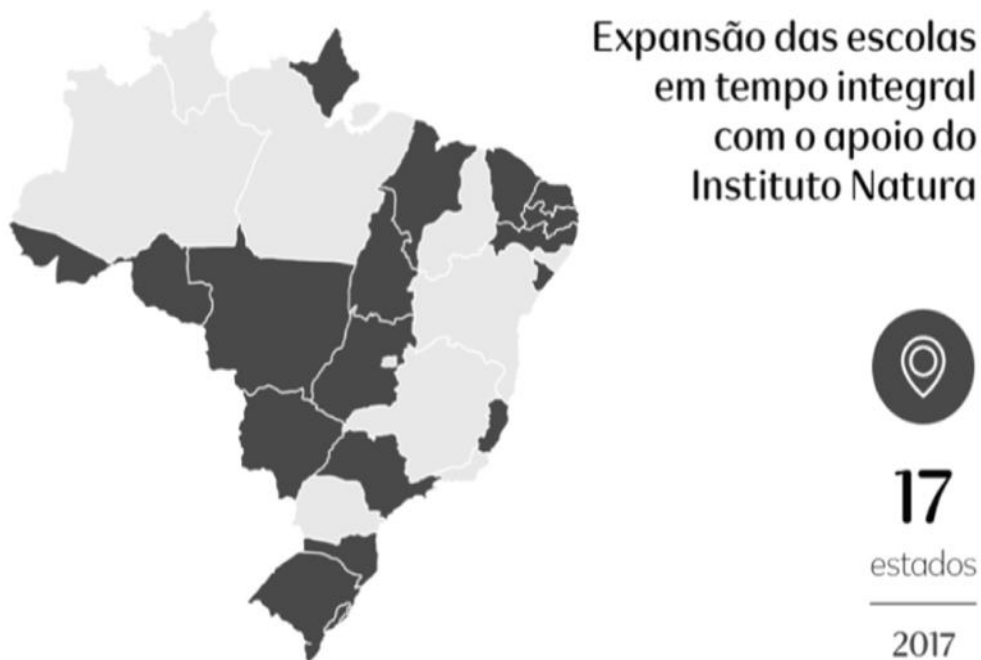 Expansão das escolas
em tempo integral
com o apoio do
Instituto Natura
17
estados
2017